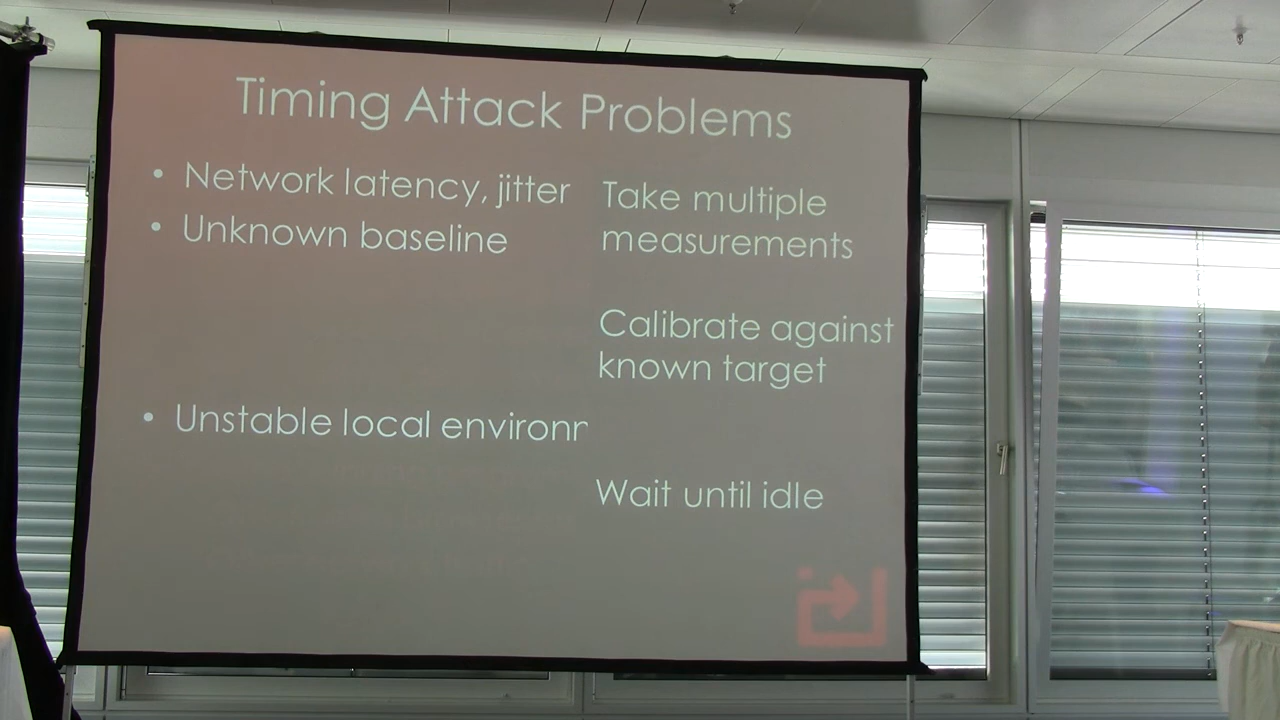 Timing Attack Problems
• Network latency, jitter
• Unknown baseline
• Unstable local environ
Take multiple
measurements
Calibrate against
known target
Wait until idle